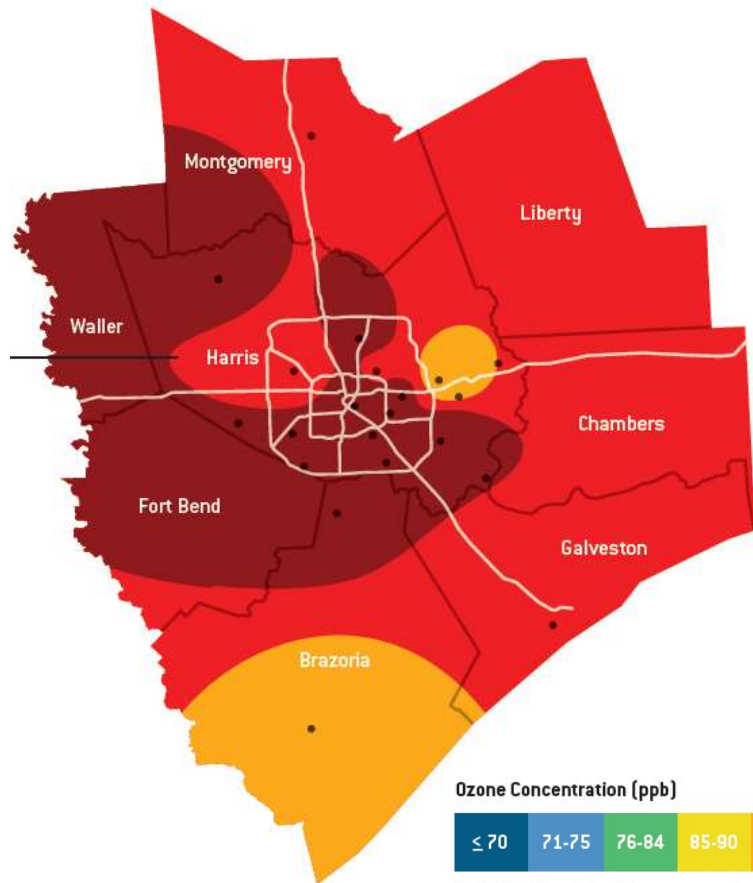 Montgomery
Liberty
Waller
Harris
Chambers
Fort Bend
Galveston
Brazoria
Ozone Concentration (ppb)
≤ 70 71-75 76-84 85-90